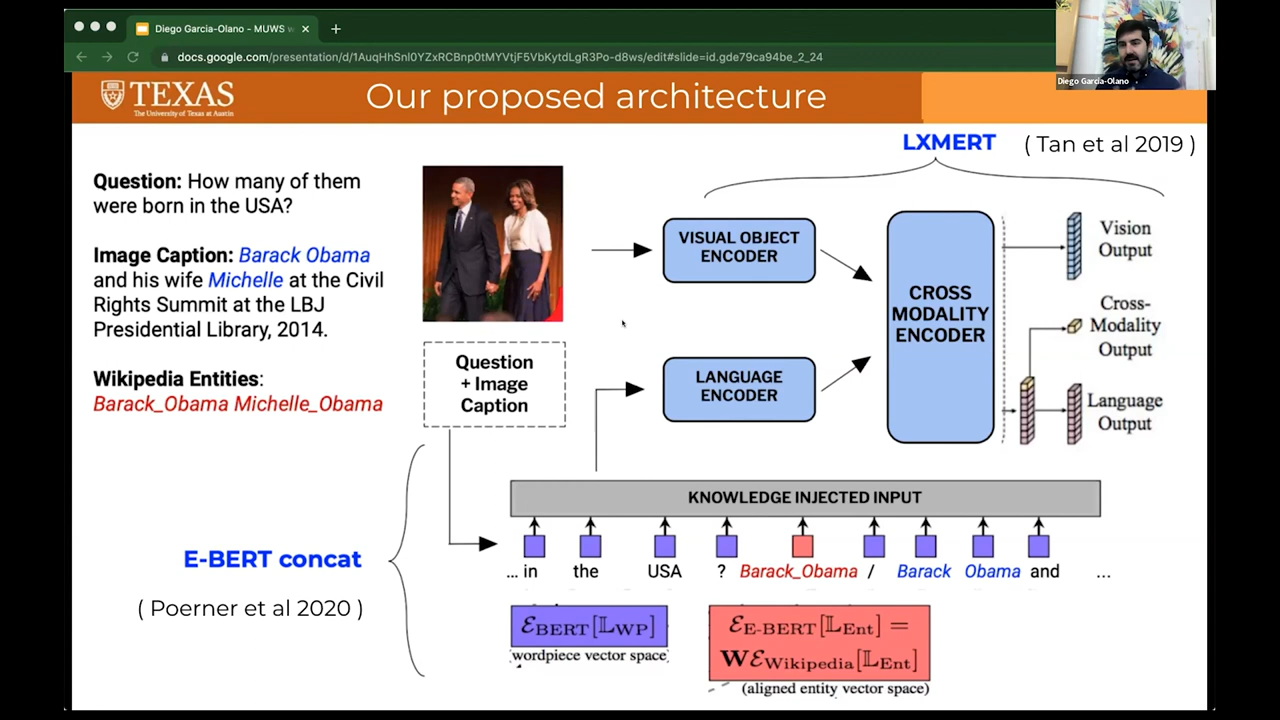 Diego Garcia-Olano - MUWS w
docs.google.com/presentation/d/1AuqHhSnl0YZxRCBnp0tMYVtjF5VbKytdLgR3Po-d8ws/edit#slide=id.gde79ca94be_2_24
Diego Garcia-Olano
TEXAS
The University of Texas at Austin
Our proposed architecture
LXMERT ( Tan et al 2019 )
Question: How many of them
were born in the USA?
Image Caption: Barack Obama
and his wife Michelle at the Civil
Rights Summit at the LBJ
Presidential Library, 2014.
Wikipedia Entities:
Barack_Obama Michelle_Obama
Question
+ Image
Caption
VISUAL OBJECT
ENCODER
LANGUAGE
ENCODER
CROSS
MODALITY
ENCODER
Vision
Output
Cross-
Modality
Output
Language
Output
KNOWLEDGE INJECTED INPUT
... in the USA ? Barack_Obama / Barack Obama and ...
E-BERT concat
( Poerner et al 2020 )
ℰBERT[𝕃WP]
wordpiece vector space
ℰE-BERT[𝕃Ent] =
WℰWikipedia[𝕃Ent]
(aligned entity vector space)